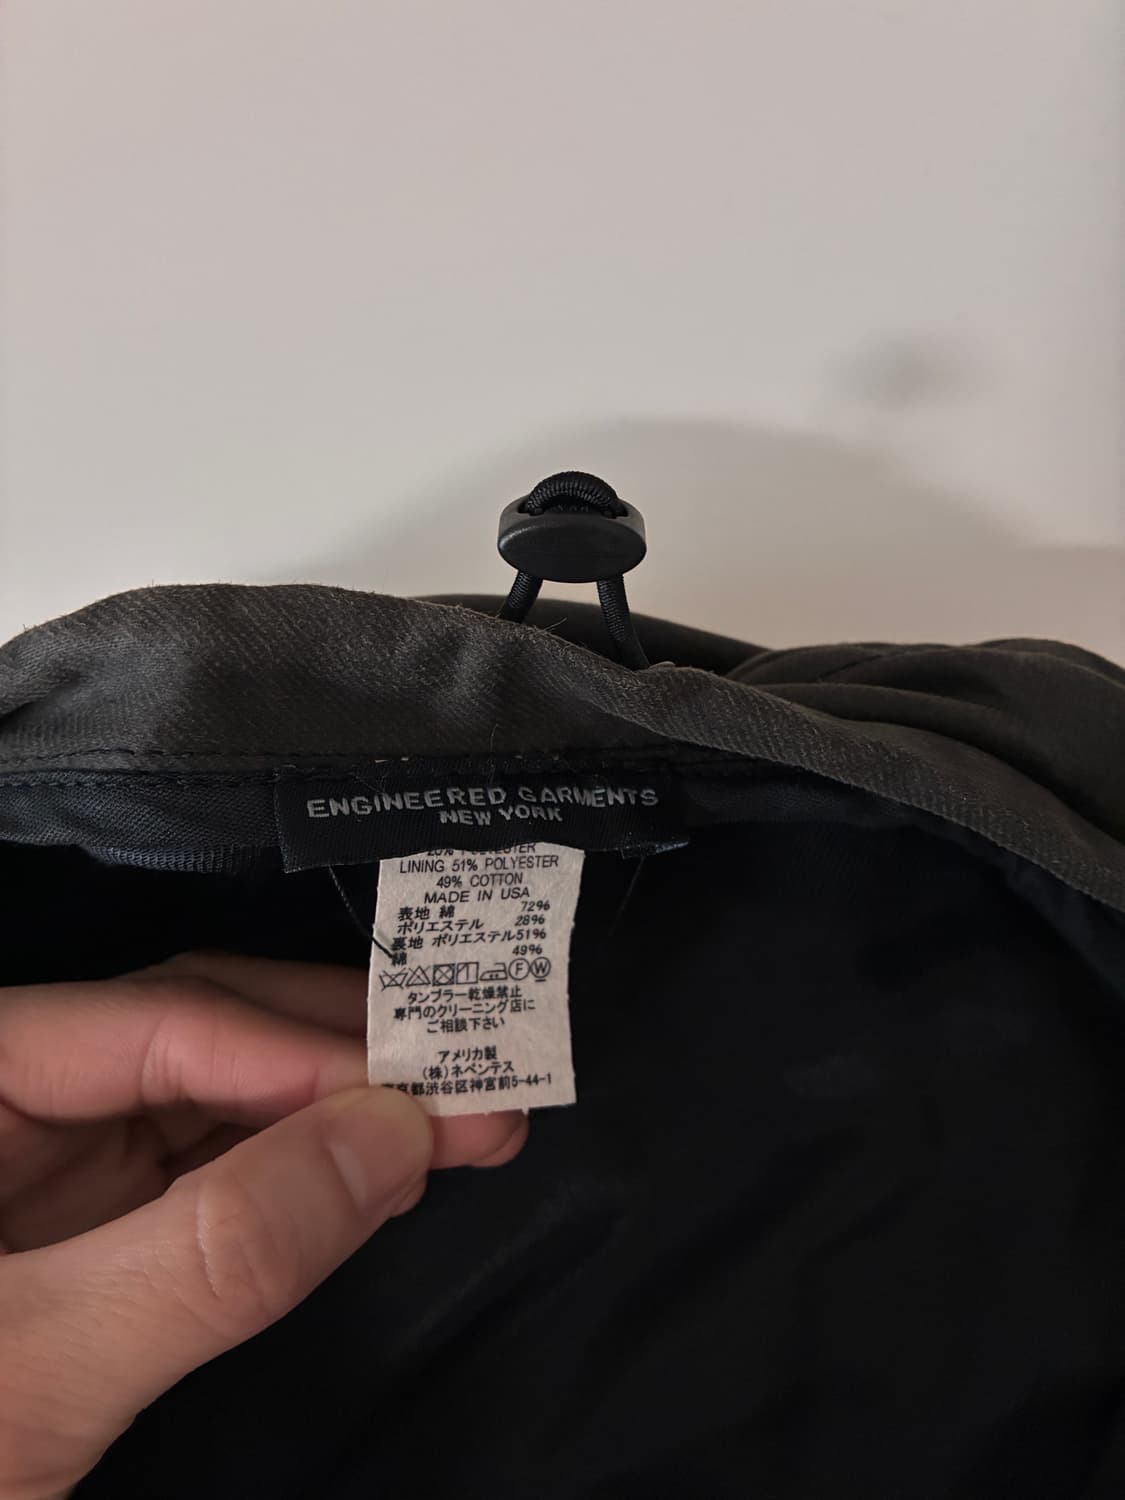 ENGINEERED GARMENTS
NEW YORK
LINING 51% POLYESTER
49% COTTON
MADE IN USA
表地 綿 72%
ポリエステル 28%
裏地 ポリエステル51%
綿 49%
F W
タンブラー乾燥禁止
専門のクリーニング店に
ご相談下さい
アメリカ製
(株)ネペンテス
東京都渋谷区神宮前5-44-1